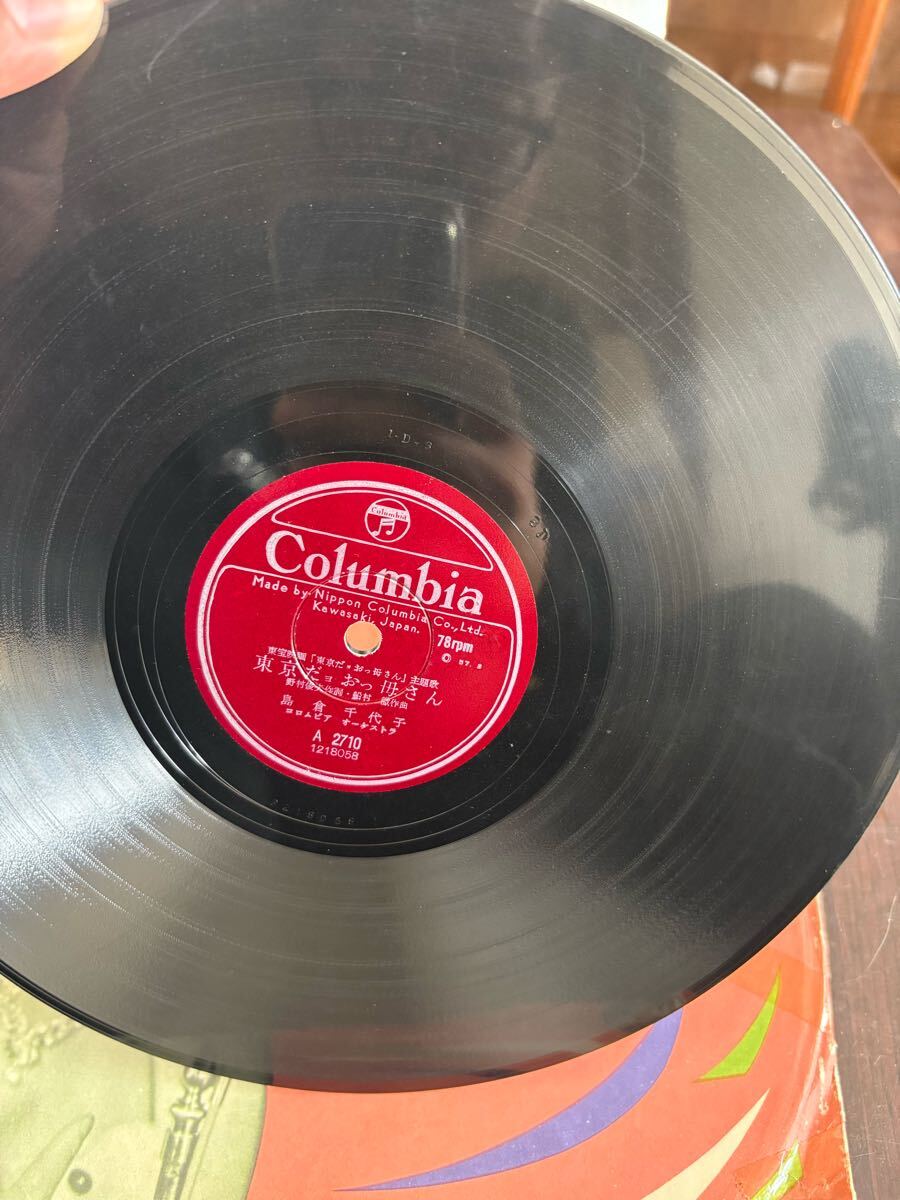 1-D-3
Columbia
Columbia
Made by Nippon Columbia Co., Ltd.
Kawasaki, Japan.
78rpm
東宝映画「東京だョおっ母さん」主題歌
東京だョ おっ母さん
野村俊夫作詞・船村 徹作曲
島倉千代子
コロムビア オーケストラ
A 2710
1218058